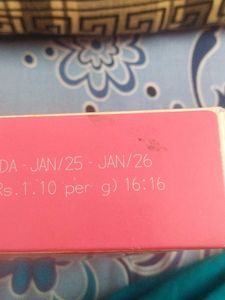 DA - JAN/25 - JAN/26
Rs.1.10 per g) 16:16